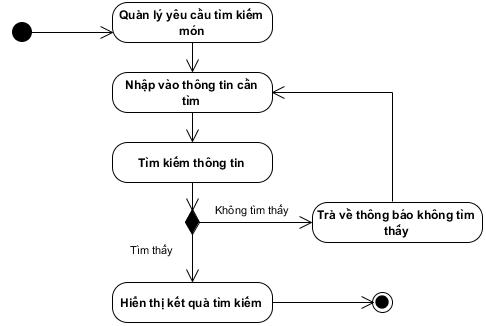 Quản lý yêu cầu tìm kiếm
món
Nhập vào thông tin cần
tìm
Tìm kiếm thông tin
Không tìm thấy
Trả về thông báo không tìm
thấy
Tìm thấy
Hiển thị kết quả tìm kiếm